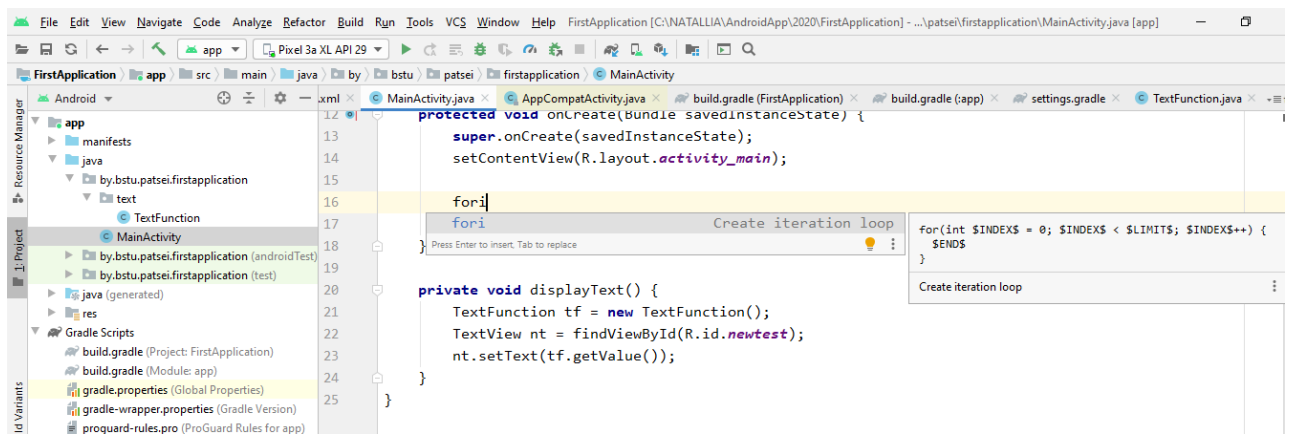 File Edit View Navigate Code Analyze Refactor Build Run Tools VCS Window Help FirstApplication [C:\NATALLIA\AndroidApp\2020\FirstApplication] - ...\patsei\firstapplication\MainActivity.java [app]
app Pixel 3a XL API 29
FirstApplication app src main java by bstu patsei firstapplication MainActivity
Android .xml MainActivity.java AppCompatActivity.java build.gradle (FirstApplication) build.gradle (:app) settings.gradle TextFunction.java
Resource Manager
1: Project
ld Variants
app
manifests
java
by.bstu.patsei.firstapplication
text
TextFunction
MainActivity
by.bstu.patsei.firstapplication (androidTest)
by.bstu.patsei.firstapplication (test)
java (generated)
res
Gradle Scripts
build.gradle (Project: FirstApplication)
build.gradle (Module: app)
gradle.properties (Global Properties)
gradle-wrapper.properties (Gradle Version)
proguard-rules.pro (ProGuard Rules for app)
12 protected void onCreate(Bundle savedInstanceState) {
13 super.onCreate(savedInstanceState);
14 setContentView(R.layout.activity_main);
15
16 fori
17
18 }
19
20 private void displayText() {
21 TextFunction tf = new TextFunction();
22 TextView nt = findViewById(R.id.newtest);
23 nt.setText(tf.getValue());
24 }
25 }
fori Create iteration loop
Press Enter to insert, Tab to replace
for(int $INDEX$ = 0; $INDEX$ < $LIMIT$; $INDEX$++) {
$END$
}
Create iteration loop